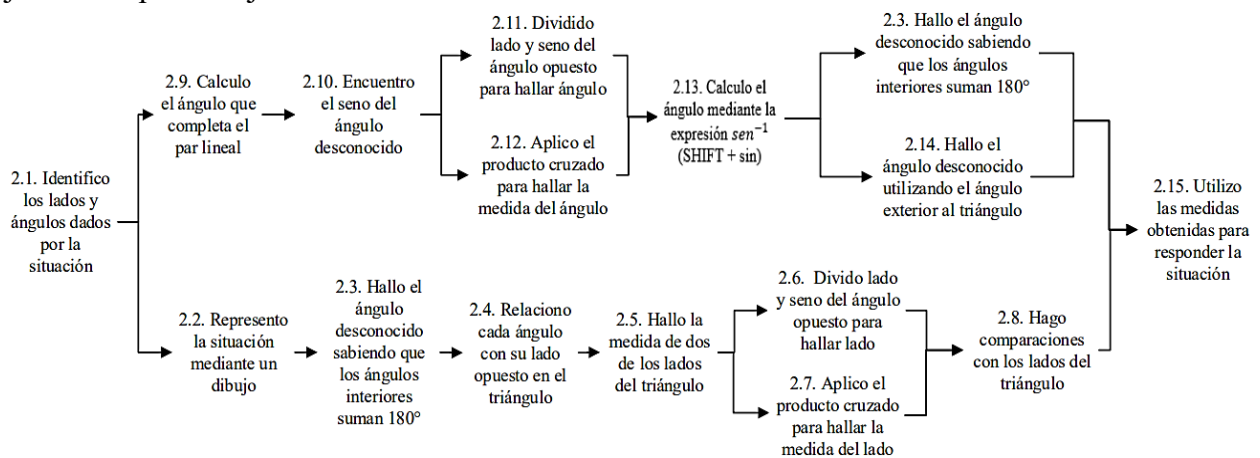 2.1. Identifico
los lados y
ángulos dados
por la
situación
2.9. Calculo
el ángulo que
completa el
par lineal
2.10. Encuentro
el seno del
ángulo
desconocido
2.11. Dividido
lado y seno del
ángulo opuesto
para hallar ángulo
2.12. Aplico el
producto cruzado
para hallar la
medida del ángulo
2.13. Calculo el
ángulo mediante la
expresión sen⁻¹
(SHIFT + sin)
2.3. Hallo el ángulo
desconocido sabiendo
que los ángulos
interiores suman 180°
2.14. Hallo el
ángulo desconocido
utilizando el ángulo
exterior al triángulo
2.2. Represento
la situación
mediante un
dibujo
2.3. Hallo el
ángulo
desconocido
sabiendo que
los ángulos
interiores
suman 180°
2.4. Relaciono
cada ángulo
con su lado
opuesto en el
triángulo
2.5. Hallo la
medida de dos
de los lados
del triángulo
2.6. Divido lado
y seno del ángulo
opuesto para
hallar lado
2.7. Aplico el
producto cruzado
para hallar la
medida del lado
2.8. Hago
comparaciones
con los lados del
triángulo
2.15. Utilizo
las medidas
obtenidas para
responder la
situación